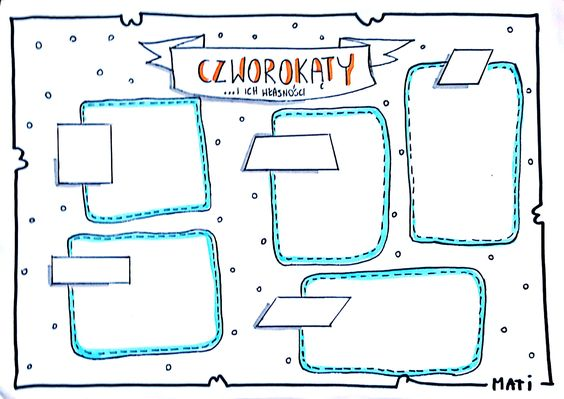 CZWOROKĄTY
...I ICH WŁASNOŚCI
MATI